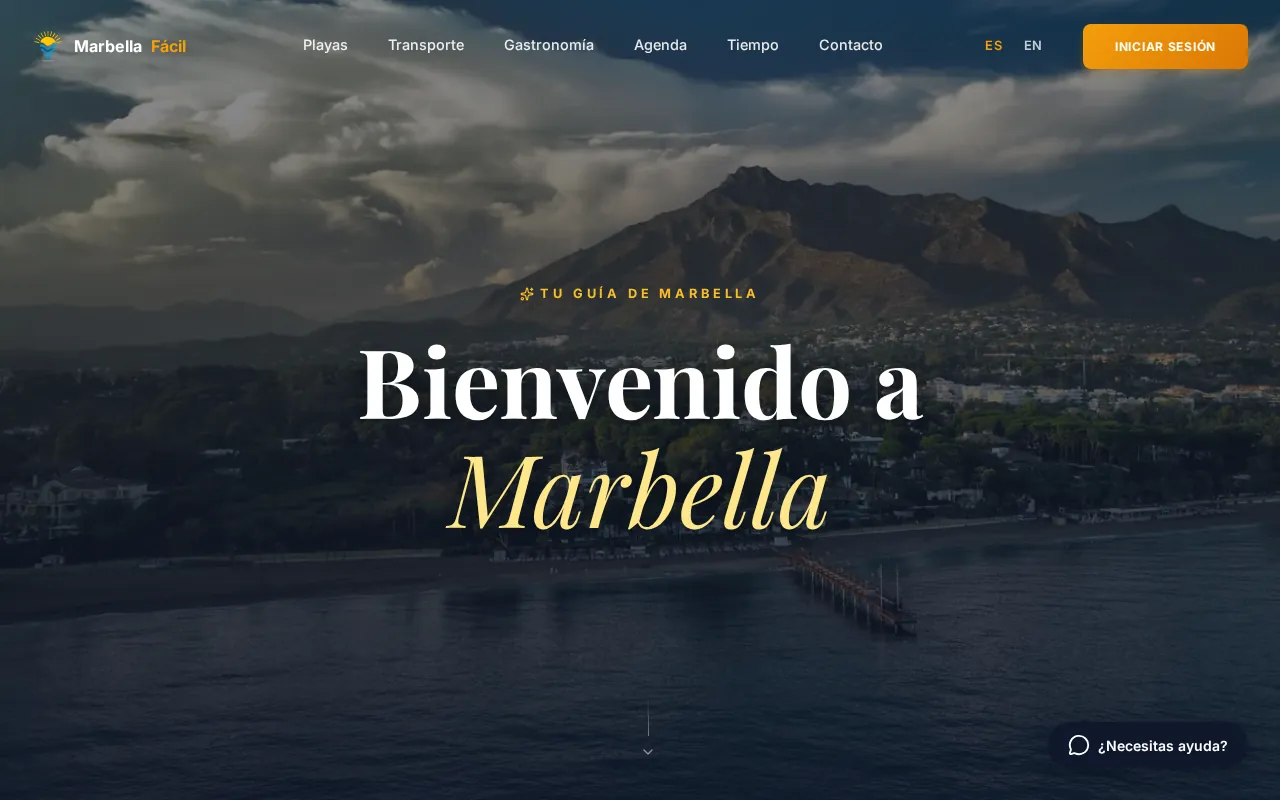 Marbella Fácil
Playas
Transporte
Gastronomía
Agenda
Tiempo
Contacto
ES
EN
INICIAR SESIÓN
TU GUÍA DE MARBELLA
Bienvenido a
Marbella
¿Necesitas ayuda?